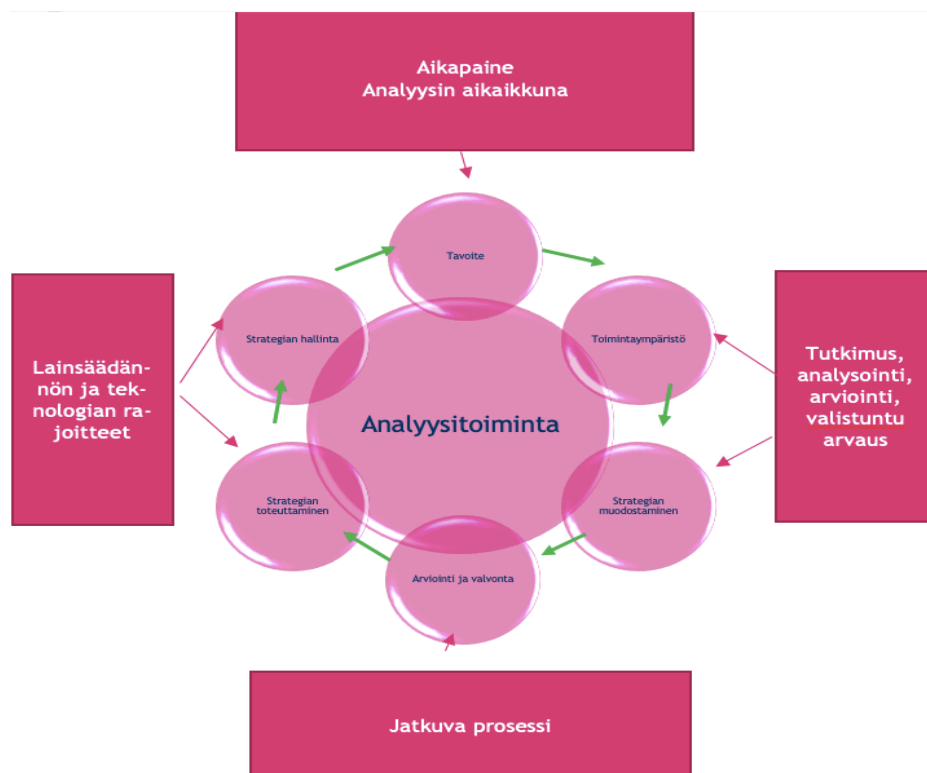 Aikapaine
Analyysin aikaikkuna
Tavoite
Strategian hallinta
Toimintaympäristö
Lainsäädän-
nön ja tek-
nologian ra-
joitteet
Analyysitoiminta
Tutkimus,
analysointi,
arviointi,
valistuntu
arvaus
Strategian
toteuttaminen
Strategian
muodostaminen
Arviointi ja valvonta
Jatkuva prosessi